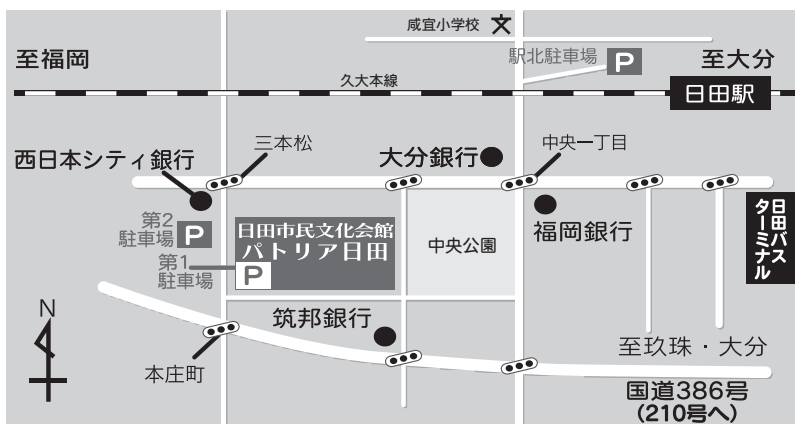 咸宜小学校
至福岡
駅北駐車場
P
至大分
久大本線
日田駅
三本松
中央一丁目
西日本シティ銀行
大分銀行
第2
駐車場
P
日田市民文化会館
パトリア日田
P
第1
駐車場
中央公園
福岡銀行
日田バス
ターミナル
N
筑邦銀行
本庄町
至玖珠・大分
国道386号
(210号へ)